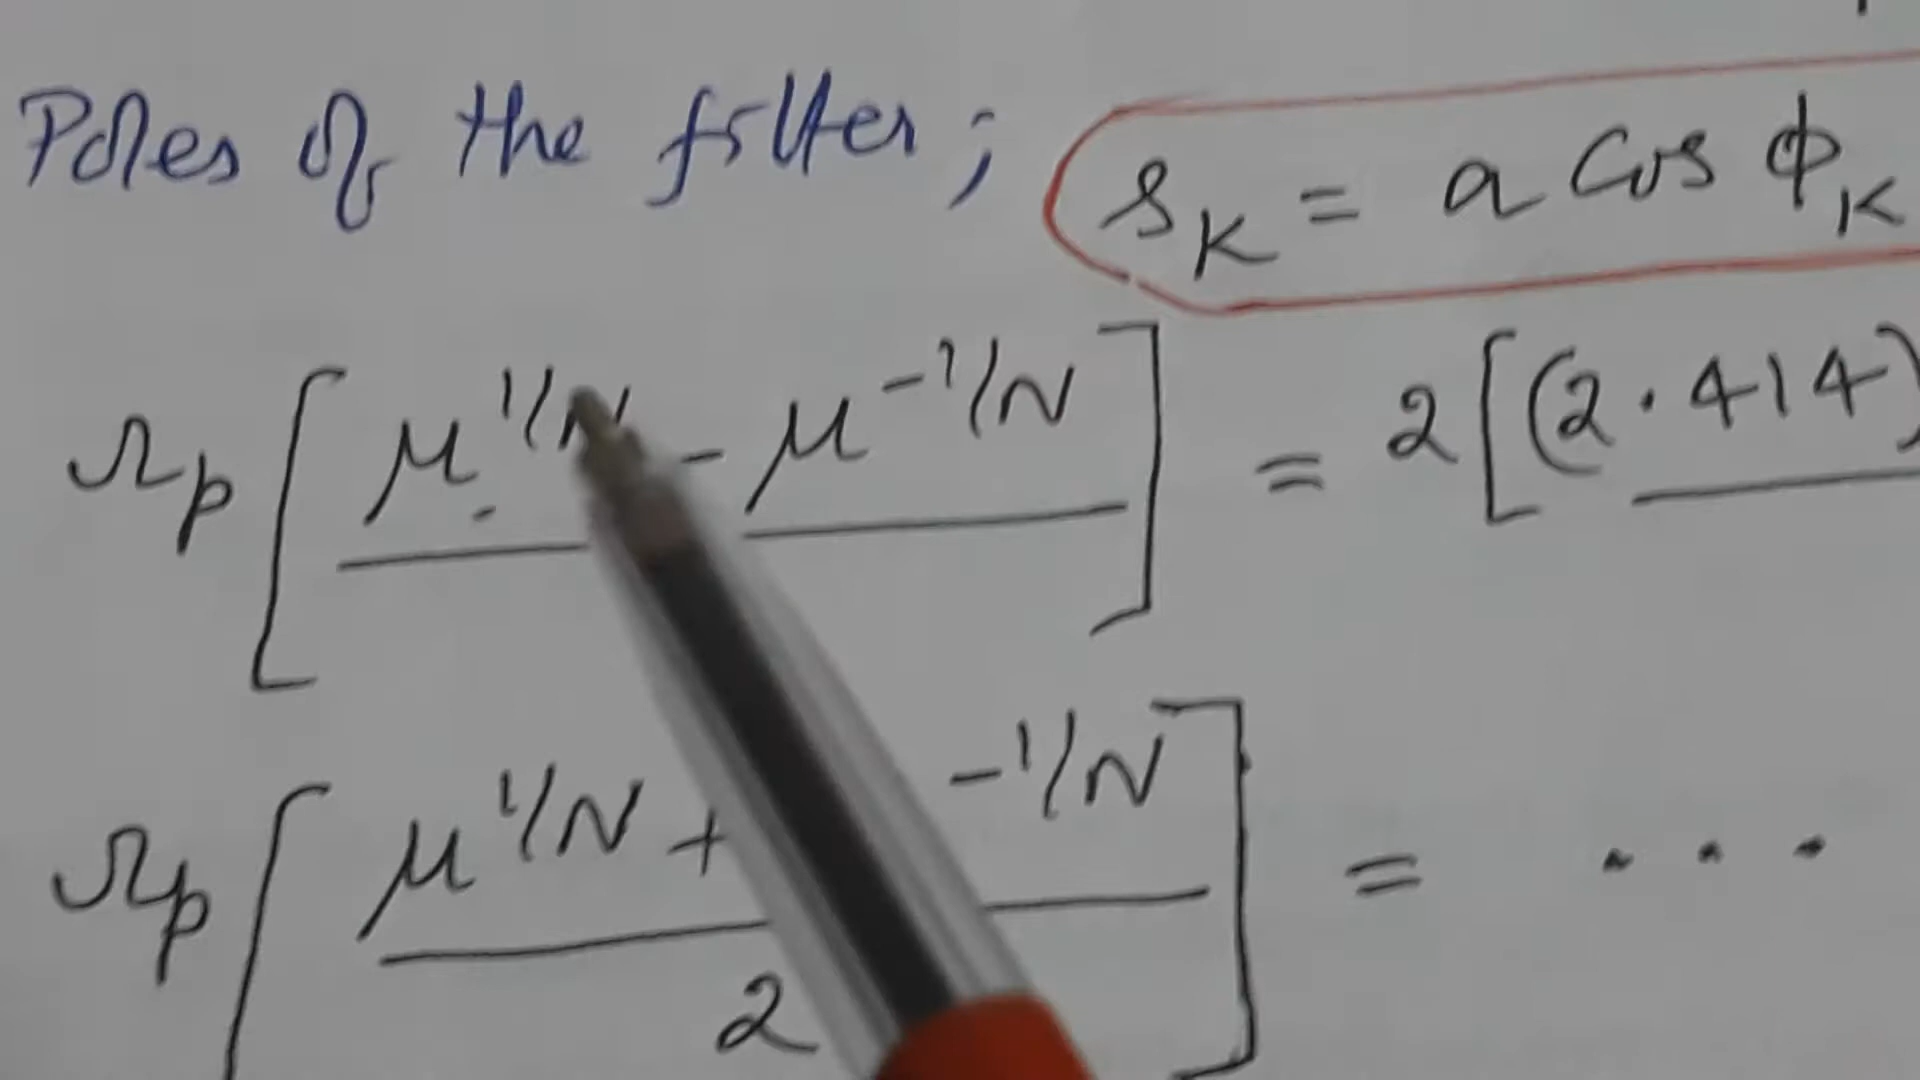 Poles of the filter; s_K = a cos ϕ_K
Ω_p [μ^1/N - μ^-1/N] = 2[(2.414)
Ω_p [μ^1/N + ^-1/N
2] = ...